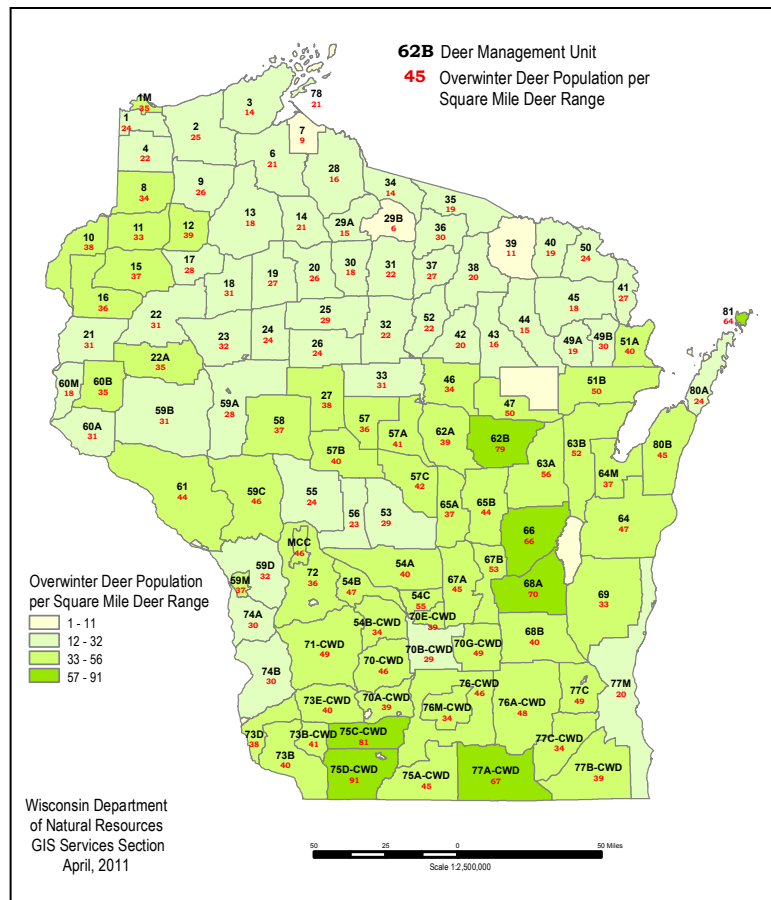 62B Deer Management Unit
45 Overwinter Deer Population per
Square Mile Deer Range
1M
35
1
24
2
25
3
14
78
21
4
22
7
9
6
21
28
16
34
14
35
19
8
34
9
26
13
18
14
21
29A
15
29B
6
36
30
39
11
40
19
50
24
10
38
11
33
12
39
15
37
17
28
18
31
19
27
20
26
30
18
31
22
37
27
38
20
41
27
16
36
45
18
81
64
21
31
22
31
23
32
24
24
25
29
26
24
32
22
52
22
42
20
43
16
44
15
49A
19
49B
30
51A
40
22A
35
60M
18
60B
35
33
31
46
34
51B
50
80A
24
60A
31
59B
31
59A
28
27
38
47
50
58
37
57
36
57A
41
62A
39
62B
79
63B
52
80B
45
57B
40
63A
56
64M
37
61
44
59C
46
55
24
57C
42
65A
37
65B
44
56
23
53
29
66
66
64
47
MCC
46
59D
32
59M
37
72
36
54B
47
54A
40
67A
45
67B
53
68A
70
69
33
54C
55
70E-CWD
39
74A
30
54B-CWD
34
71-CWD
49
70B-CWD
29
70G-CWD
49
68B
40
70-CWD
46
74B
30
76-CWD
46
77C
49
77M
20
73E-CWD
40
70A-CWD
39
76M-CWD
34
76A-CWD
48
73D
38
73B-CWD
41
75C-CWD
81
77C-CWD
34
73B
40
75D-CWD
91
75A-CWD
45
77A-CWD
67
77B-CWD
39
Overwinter Deer Population
per Square Mile Deer Range
1 - 11
12 - 32
33 - 56
57 - 91
Wisconsin Department
of Natural Resources
GIS Services Section
April, 2011
50 25 0 50 Miles
Scale 1:2,500,000